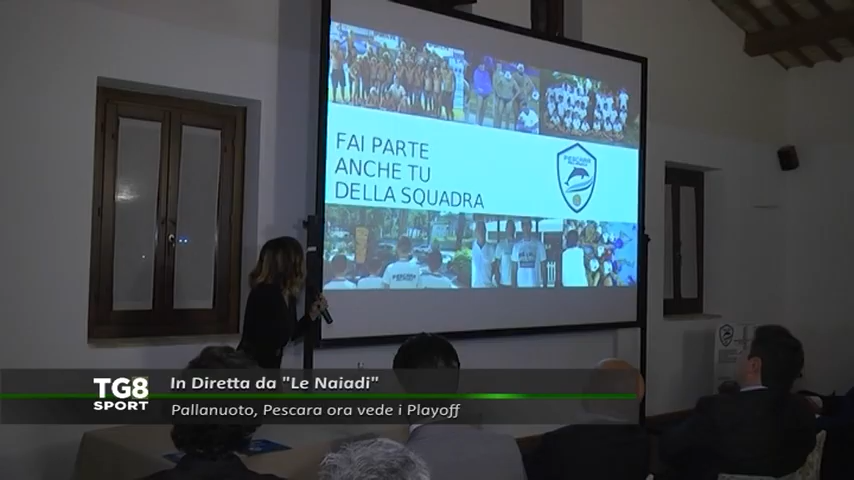 FAI PARTE
ANCHE TU
DELLA SQUADRA
PESCARA
TG8
SPORT
In Diretta da "Le Naiadi"
Pallanuoto, Pescara ora vede i Playoff